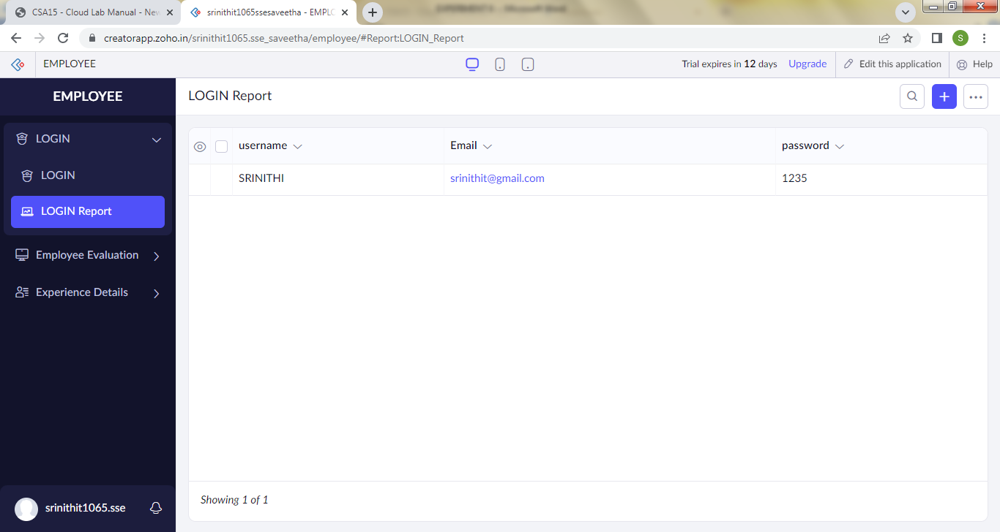 CSA15 - Cloud Lab Manual - New
srinithit1065ssesaveetha - EMPLO
creatorapp.zoho.in/srinithit1065.sse_saveetha/employee/#Report:LOGIN_Report
S
EMPLOYEE
Trial expires in 12 days
Upgrade
Edit this application
Help
EMPLOYEE
LOGIN
LOGIN
LOGIN Report
Employee Evaluation
Experience Details
srinithit1065.sse
LOGIN Report
username
Email
password
SRINITHI
srinithit@gmail.com
1235
Showing 1 of 1